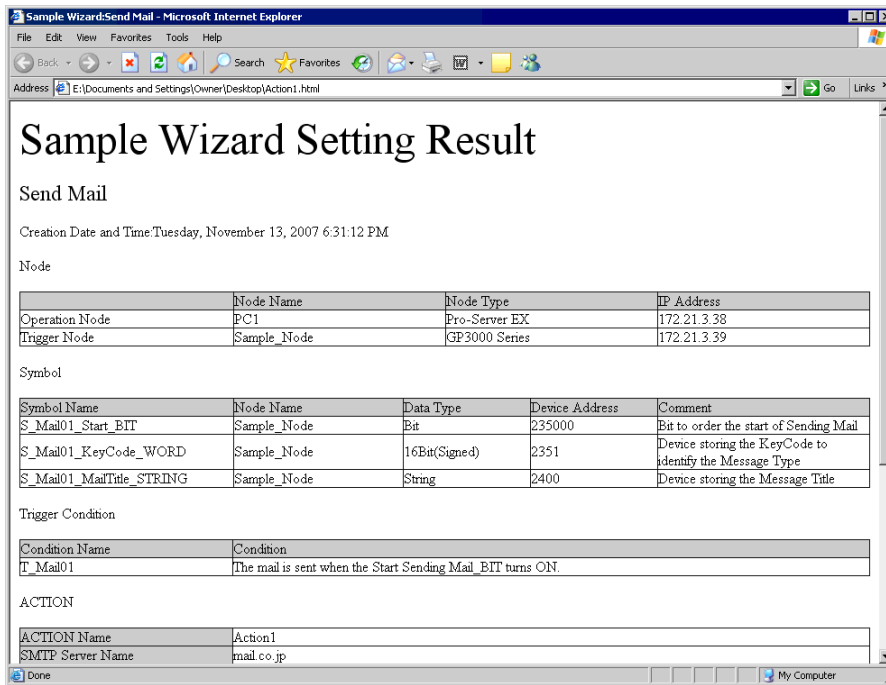 Sample Wizard:Send Mail - Microsoft Internet Explorer
File Edit View Favorites Tools Help
Back Search Favorites
Address E:\Documents and Settings\Owner\Desktop\Action1.html Go Links »
Sample Wizard Setting Result
Send Mail
Creation Date and Time:Tuesday, November 13, 2007 6:31:12 PM
Node
Node Name Node Type IP Address
Operation Node PC1 Pro-Server EX 172.21.3.38
Trigger Node Sample_Node GP3000 Series 172.21.3.39
Symbol
Symbol Name Node Name Data Type Device Address Comment
S_Mail01_Start_BIT Sample_Node Bit 235000 Bit to order the start of Sending Mail
S_Mail01_KeyCode_WORD Sample_Node 16Bit(Signed) 2351 Device storing the KeyCode to
identify the Message Type
S_Mail01_MailTitle_STRING Sample_Node String 2400 Device storing the Message Title
Trigger Condition
Condition Name Condition
T_Mail01 The mail is sent when the Start Sending Mail_BIT turns ON.
ACTION
ACTION Name Action1
SMTP Server Name mail.co.jp
Done My Computer